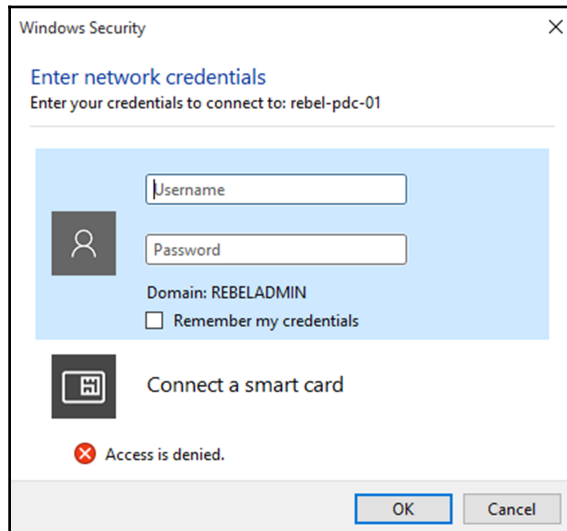 Windows Security
Enter network credentials
Enter your credentials to connect to: rebel-pdc-01
Username
Password
Domain: REBELADMIN
Remember my credentials
Connect a smart card
Access is denied.
OK
Cancel